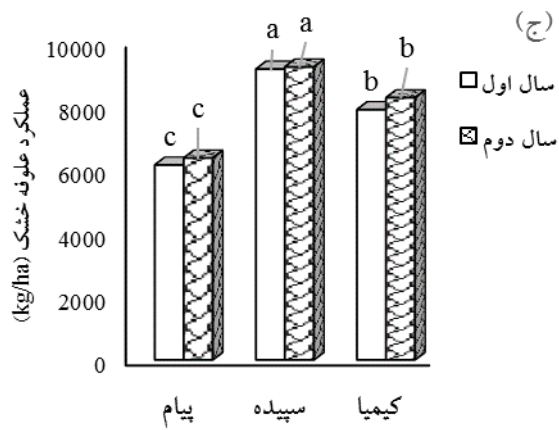 (ج)
سال اول
سال دوم
عملکرد علوفه خشک (kg/ha)
10000
8000
6000
4000
2000
0
c c a a b b
پیام سپیده کیمیا